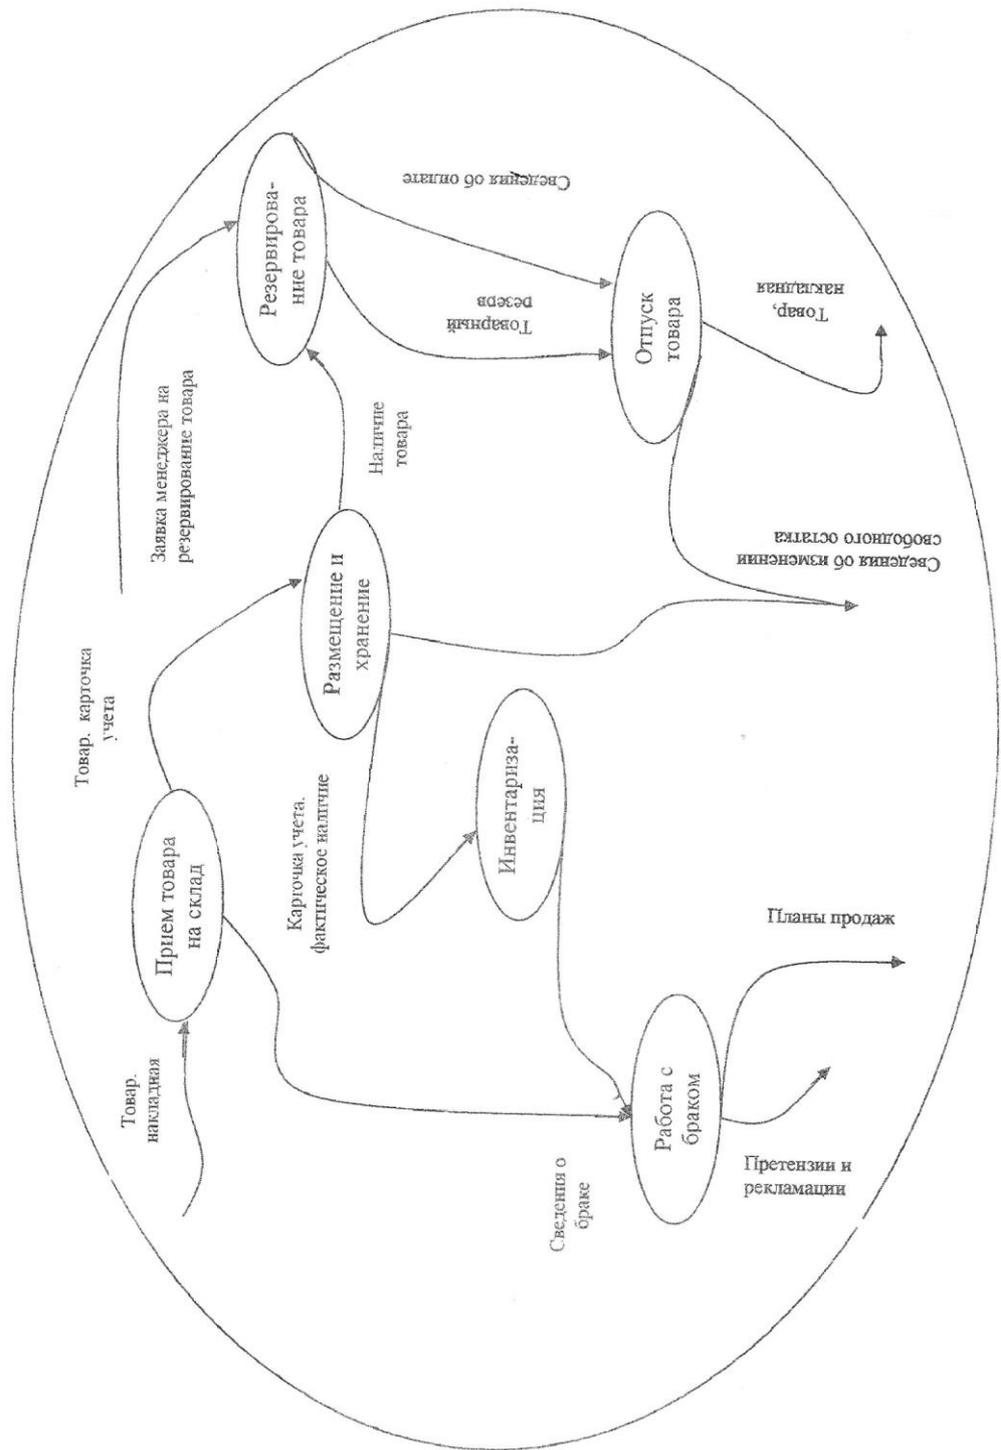 Товар.
накладная
Прием товара
на склад
Товар. карточка
учета
Заявка менеджера на
резервирование товара
Резервирова-
ние товара
Размещение и
хранение
Наличие
товара
Карточка учета.
фактическое наличие
Инвентариза-
ция
Товарный
резерв
Сведения об оплате
Отпуск
товара
Товар,
накладная
Сведения об изменении
свободного остатка
Сведения о
браке
Работа с
браком
Претензии и
рекламации
Планы продаж